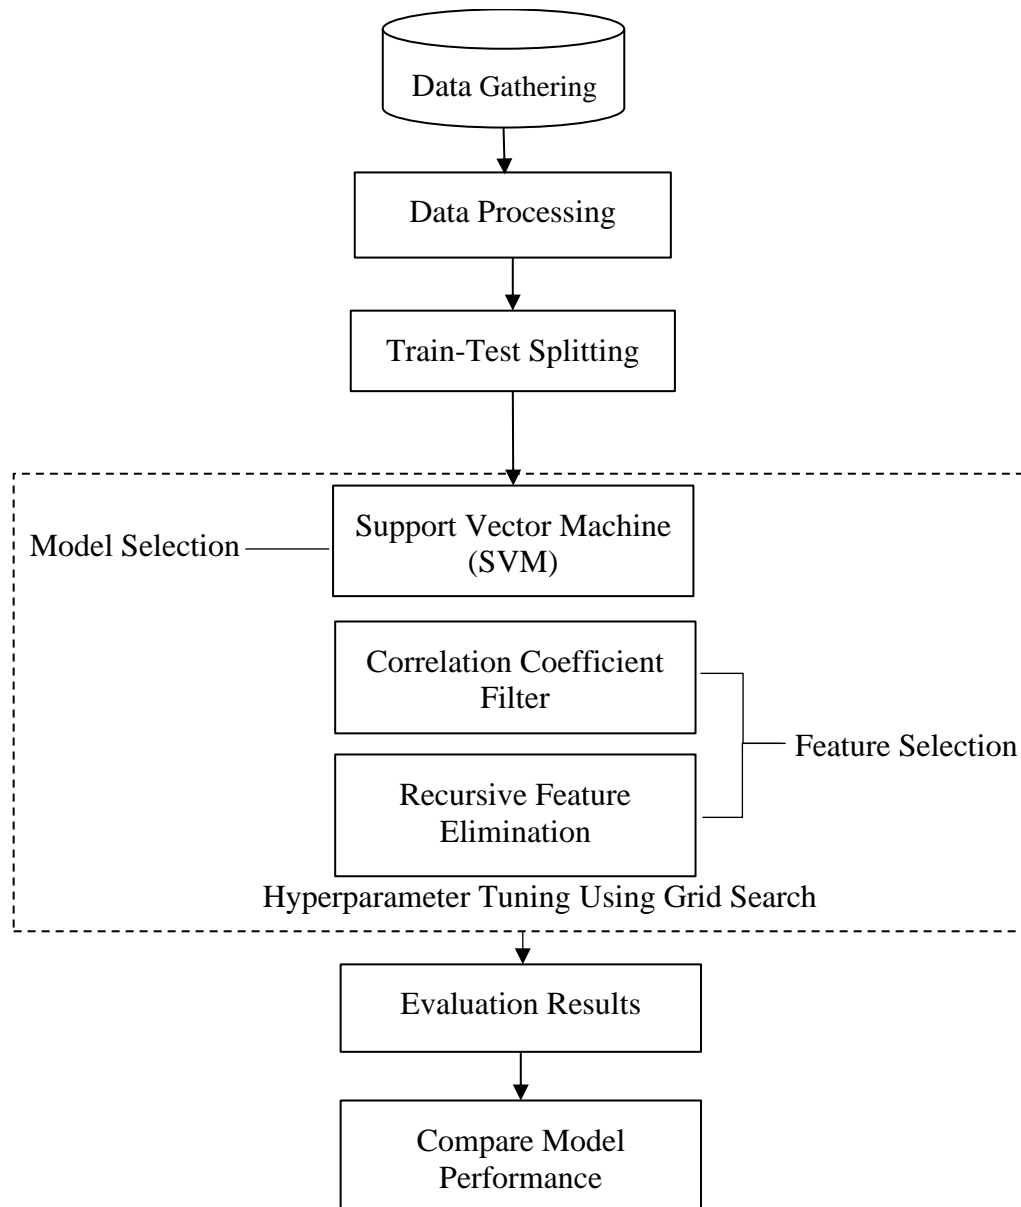 Data Gathering
Data Processing
Train-Test Splitting
Support Vector Machine
(SVM)
Model Selection
Correlation Coefficient
Filter
Feature Selection
Recursive Feature
Elimination
Hyperparameter Tuning Using Grid Search
Evaluation Results
Compare Model
Performance